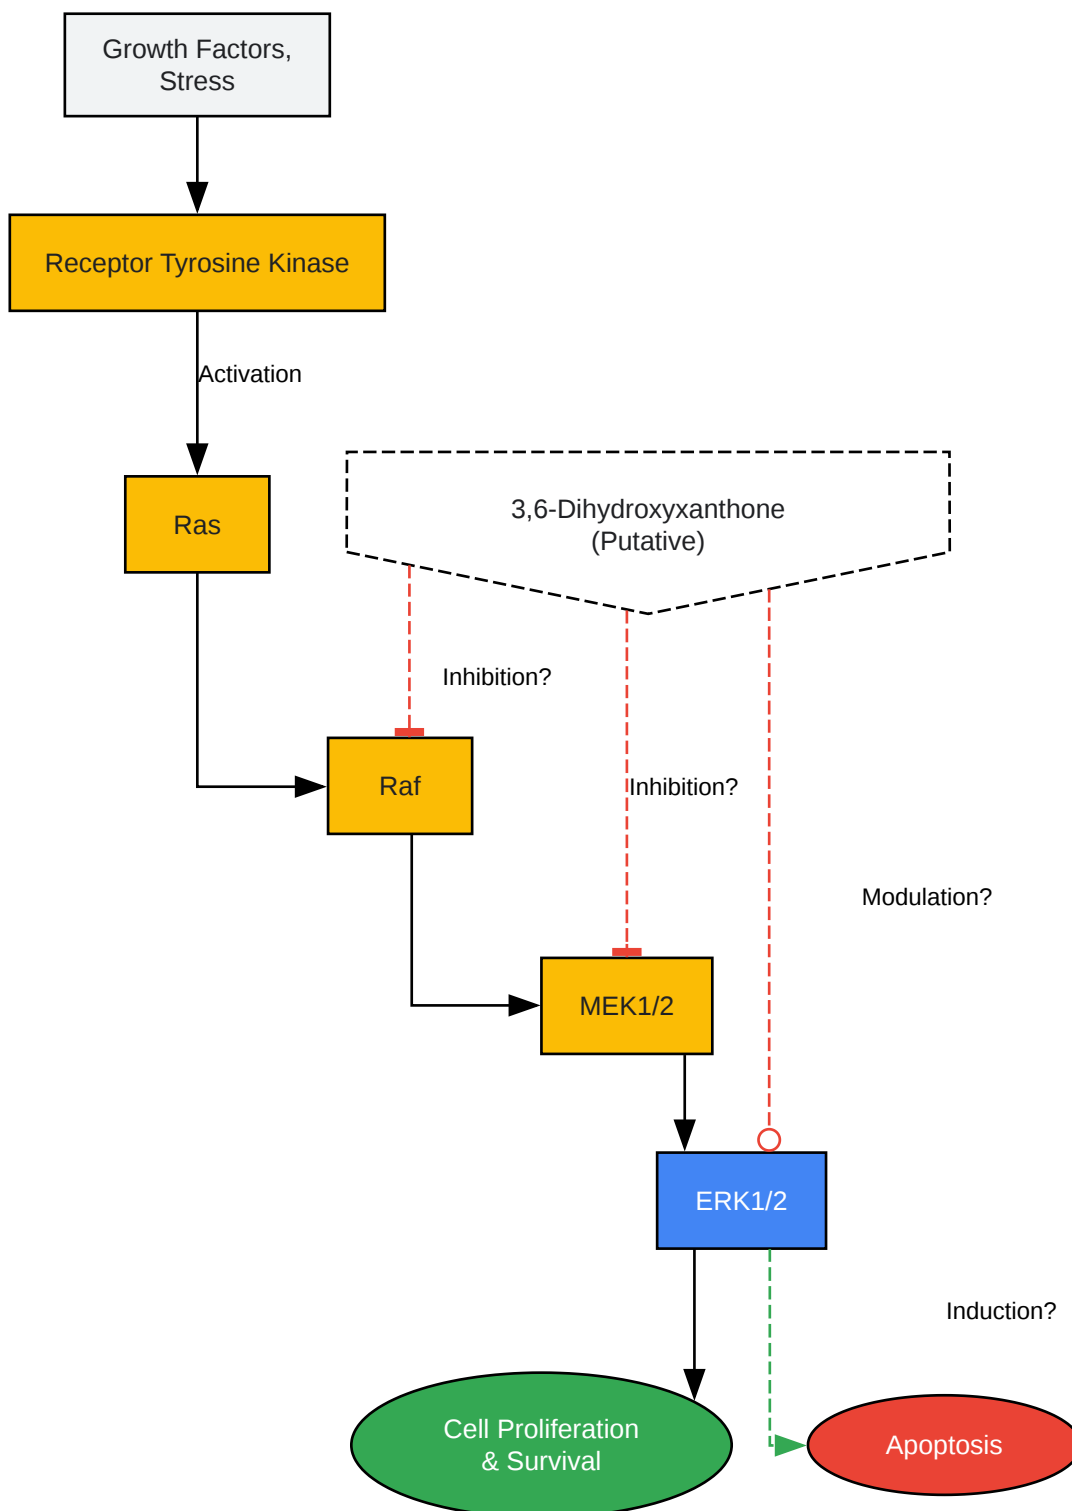 Growth Factors,
Stress
Receptor Tyrosine Kinase
Activation
Ras
3,6-Dihydroxyxanthone
(Putative)
Inhibition?
Raf
Inhibition?
Modulation?
MEK1/2
ERK1/2
Induction?
Cell Proliferation
& Survival
Apoptosis